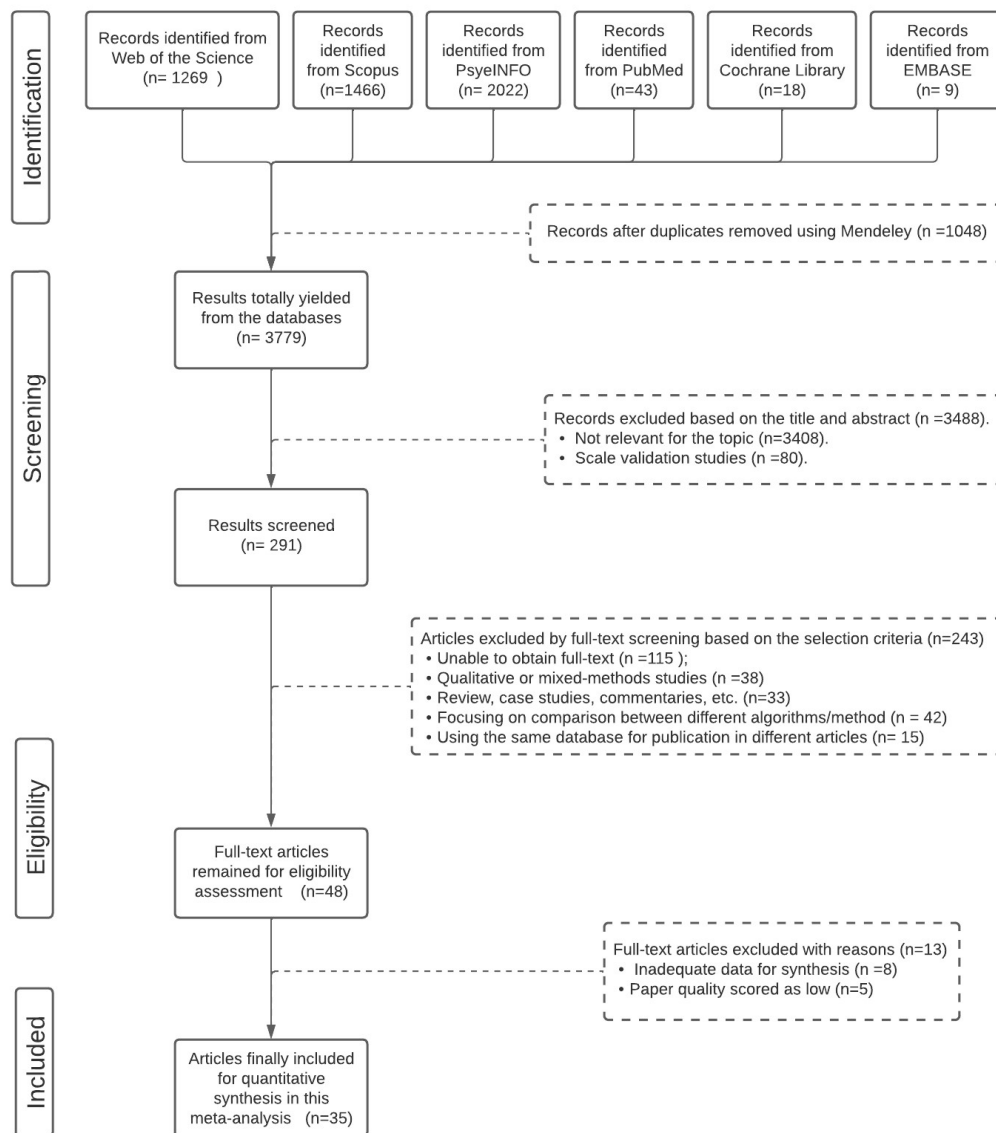 Identification
Records identified from
Web of the Science
(n= 1269  )
Records
identified
from Scopus
(n=1466)
Records
identified from
PsyeINFO
(n= 2022)
Records
identified
from PubMed
(n=43)
Records
identified from
Cochrane Library
(n=18)
Records
identified from
EMBASE
(n= 9)
Records after duplicates removed using Mendeley (n =1048)
Screening
Results totally yielded
from the databases
(n= 3779)
Records excluded based on the title and abstract (n =3488).
• Not relevant for the topic (n=3408).
• Scale validation studies (n =80).
Results screened
(n= 291)
Articles excluded by full-text screening based on the selection criteria (n=243)
• Unable to obtain full-text (n =115 );
• Qualitative or mixed-methods studies (n =38)
• Review, case studies, commentaries, etc. (n=33)
• Focusing on comparison between different algorithms/method (n = 42)
• Using the same database for publication in different articles (n= 15)
Eligibility
Full-text articles
remained for eligibility
assessment   (n=48)
Full-text articles excluded with reasons (n=13)
• Inadequate data for synthesis (n =8)
• Paper quality scored as low (n=5)
Included
Articles finally included
for quantitative
synthesis in this
meta-analysis   (n=35)